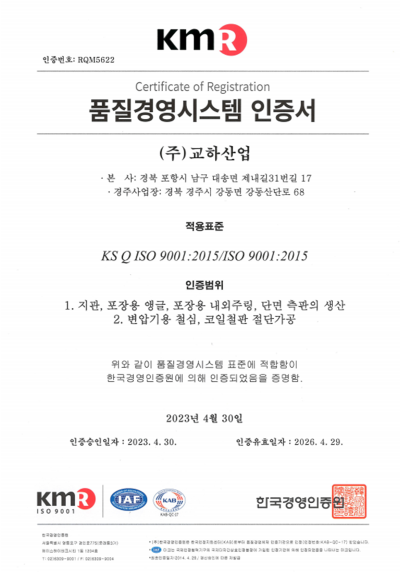 KMR
인증번호: RQM5622
Certificate of Registration
품질경영시스템 인증서
(주)교하산업
· 본 사: 경북 포항시 남구 대송면 제내길31번길 17
· 경주사업장: 경북 경주시 강동면 강동산단로 68
적용표준
KS Q ISO 9001:2015/ISO 9001:2015
인증범위
1. 지관, 포장용 앵글, 포장용 내외주링, 단면 측판의 생산
2. 변압기용 철심, 코일철판 절단가공
위와 같이 품질경영시스템 표준에 적합함이
한국경영인증원에 의해 인증되었음을 증명함.
2023년 4월 30일
인증승인일자 : 2023. 4. 30. 인증유효일자 : 2026. 4. 29.
KMR
ISO 9001
IAF
KAB
KAB-QC-17
한국경영인증원
한국경영인증원